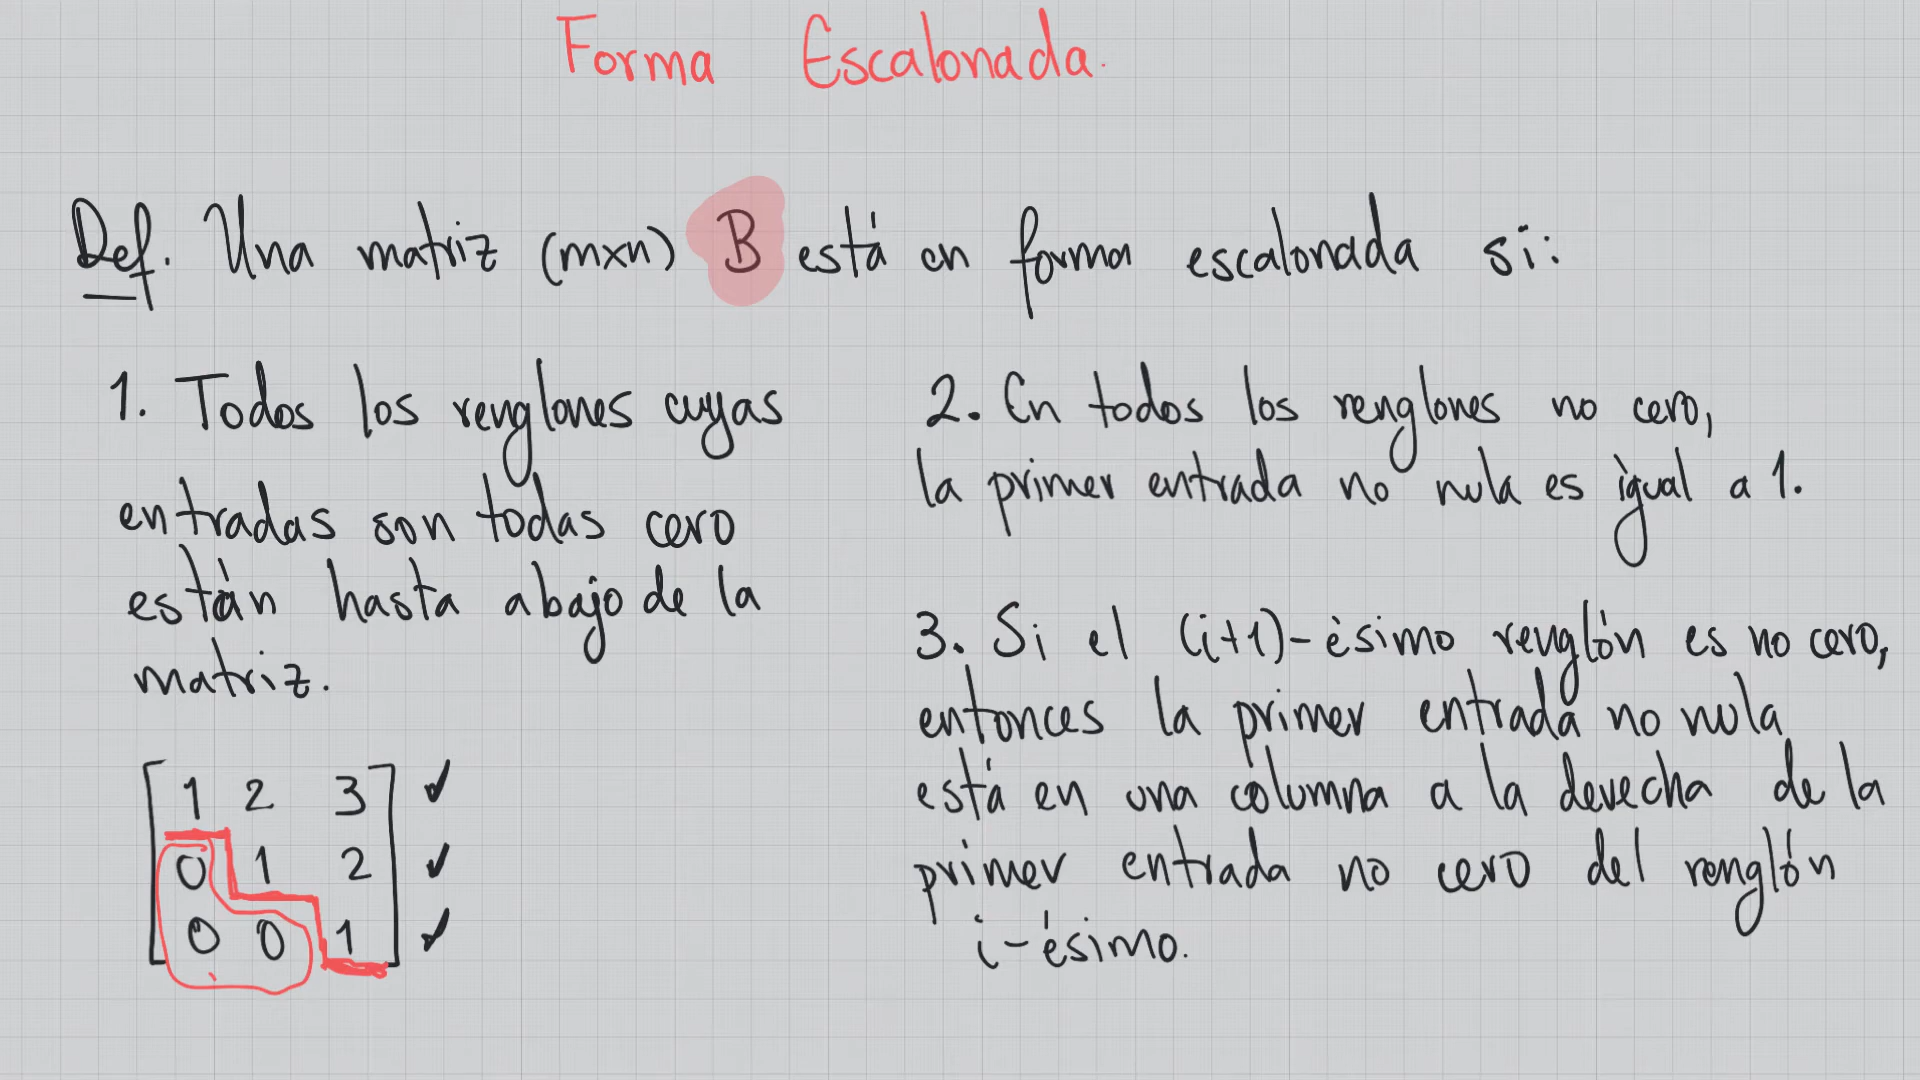 Forma Escalonada.
Def. Una matriz (m×n) B está en forma escalonada si:
1. Todos los renglones cuyas
entradas son todas cero
están hasta abajo de la
matriz.
1 2 3 ✓
0 1 2 ✓
0 0 1 ✓
2. En todos los renglones no cero,
la primer entrada no nula es igual a 1.
3. Si el (i+1)-ésimo renglón es no cero,
entonces la primer entrada no nula
está en una columna a la derecha de la
primer entrada no cero del renglón
i-ésimo.